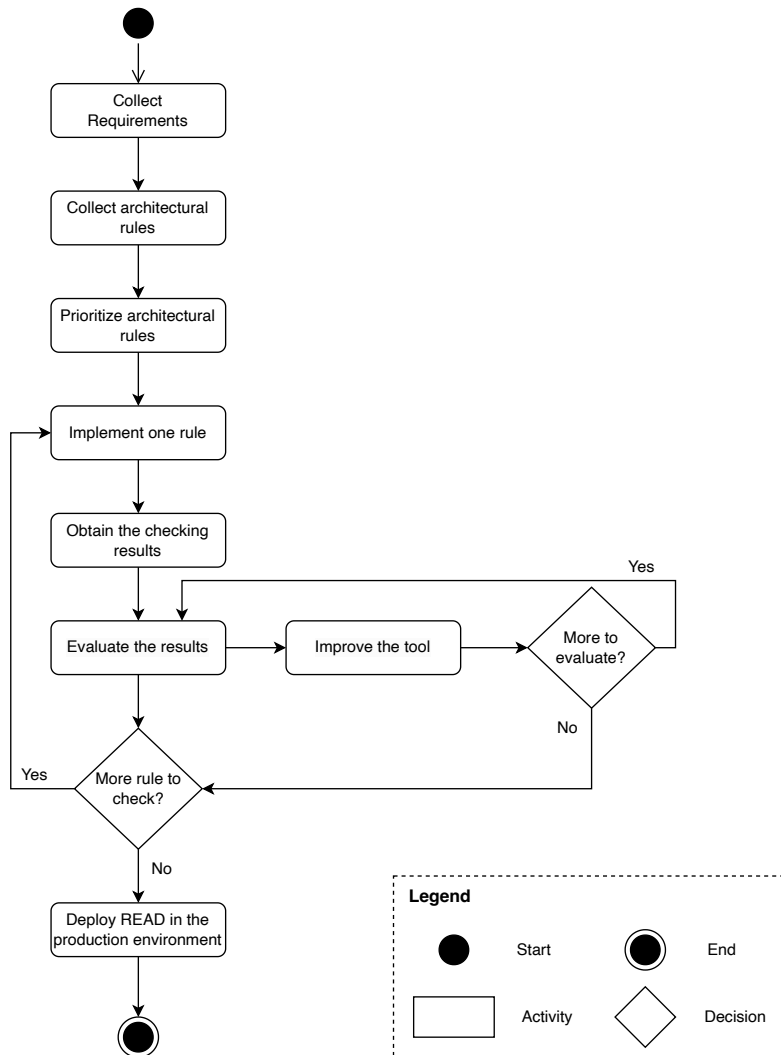 Collect
Requirements
Collect architectural
rules
Prioritize architectural
rules
Implement one rule
Obtain the checking
results
Yes
Evaluate the results
Improve the tool
More to
evaluate?
No
Yes
More rule to
check?
No
Deploy READ in the
production environment
Legend
Start
End
Activity
Decision